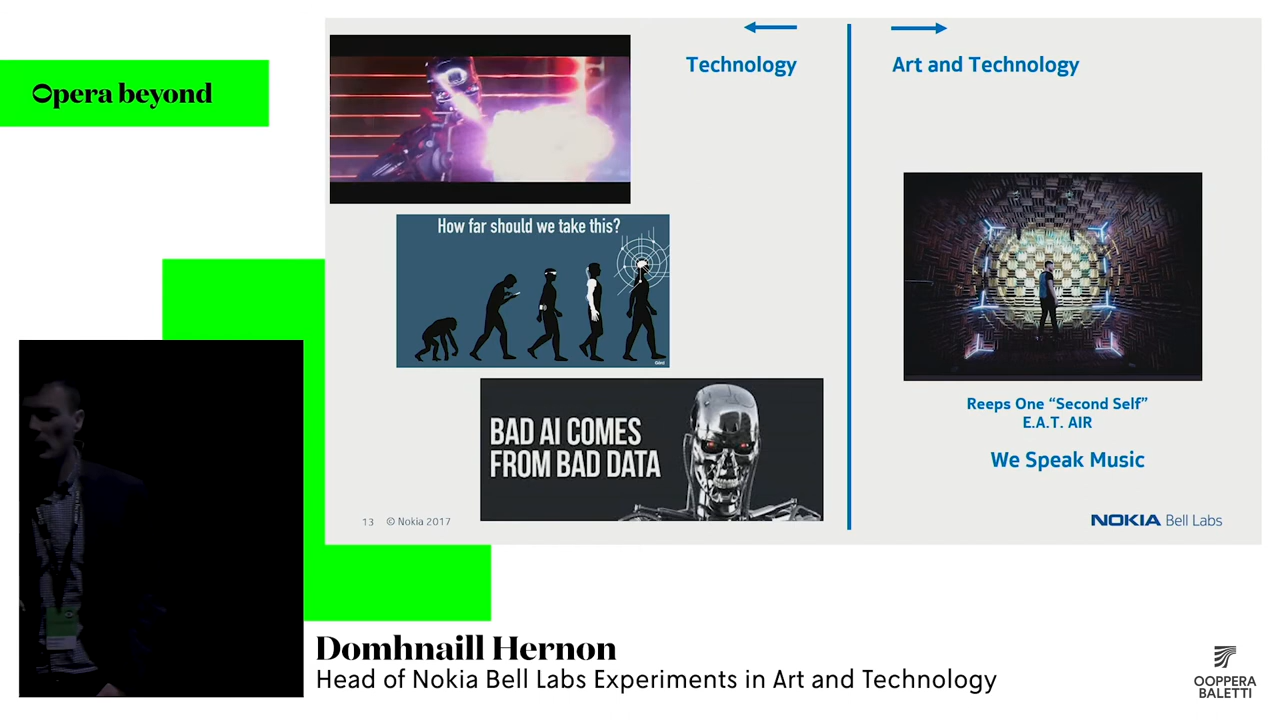 Opera beyond
Technology
Art and Technology
How far should we take this?
BAD AI COMES
FROM BAD DATA
Reeps One “Second Self”
E.A.T. AIR
We Speak Music
13 © Nokia 2017
NOKIA Bell Labs
Domhnaill Hernon
Head of Nokia Bell Labs Experiments in Art and Technology
OOPPERA
BALETTI